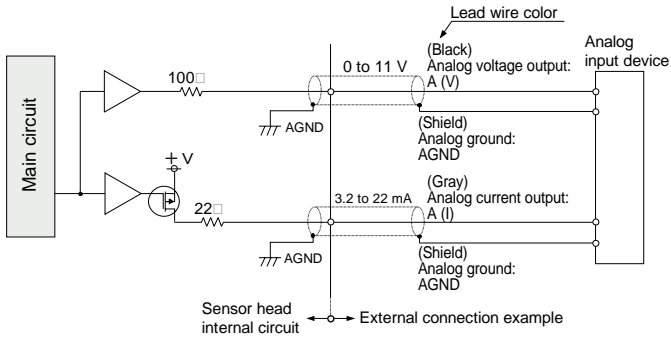 Lead wire color
Main circuit
100□
0 to 11 V
(Black)
Analog voltage output:
A (V)
Analog
input device
AGND
(Shield)
Analog ground:
AGND
+ V
22□
3.2 to 22 mA
(Gray)
Analog current output:
A (I)
AGND
(Shield)
Analog ground:
AGND
Sensor head
internal circuit
External connection example